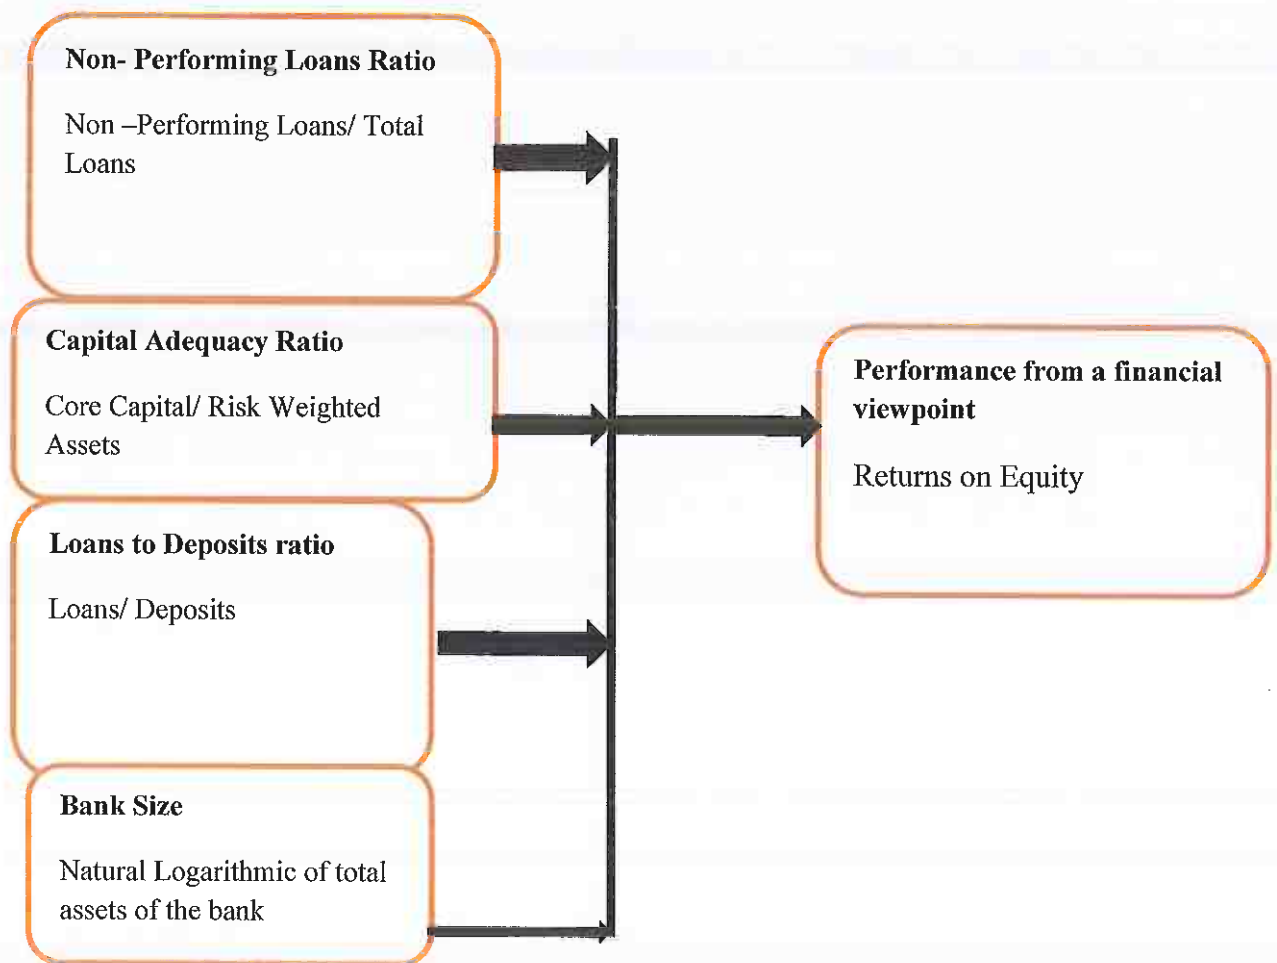 Non- Performing Loans Ratio
Non –Performing Loans/ Total
Loans
Capital Adequacy Ratio
Core Capital/ Risk Weighted
Assets
Loans to Deposits ratio
Loans/ Deposits
Bank Size
Natural Logarithmic of total
assets of the bank
Performance from a financial
viewpoint
Returns on Equity